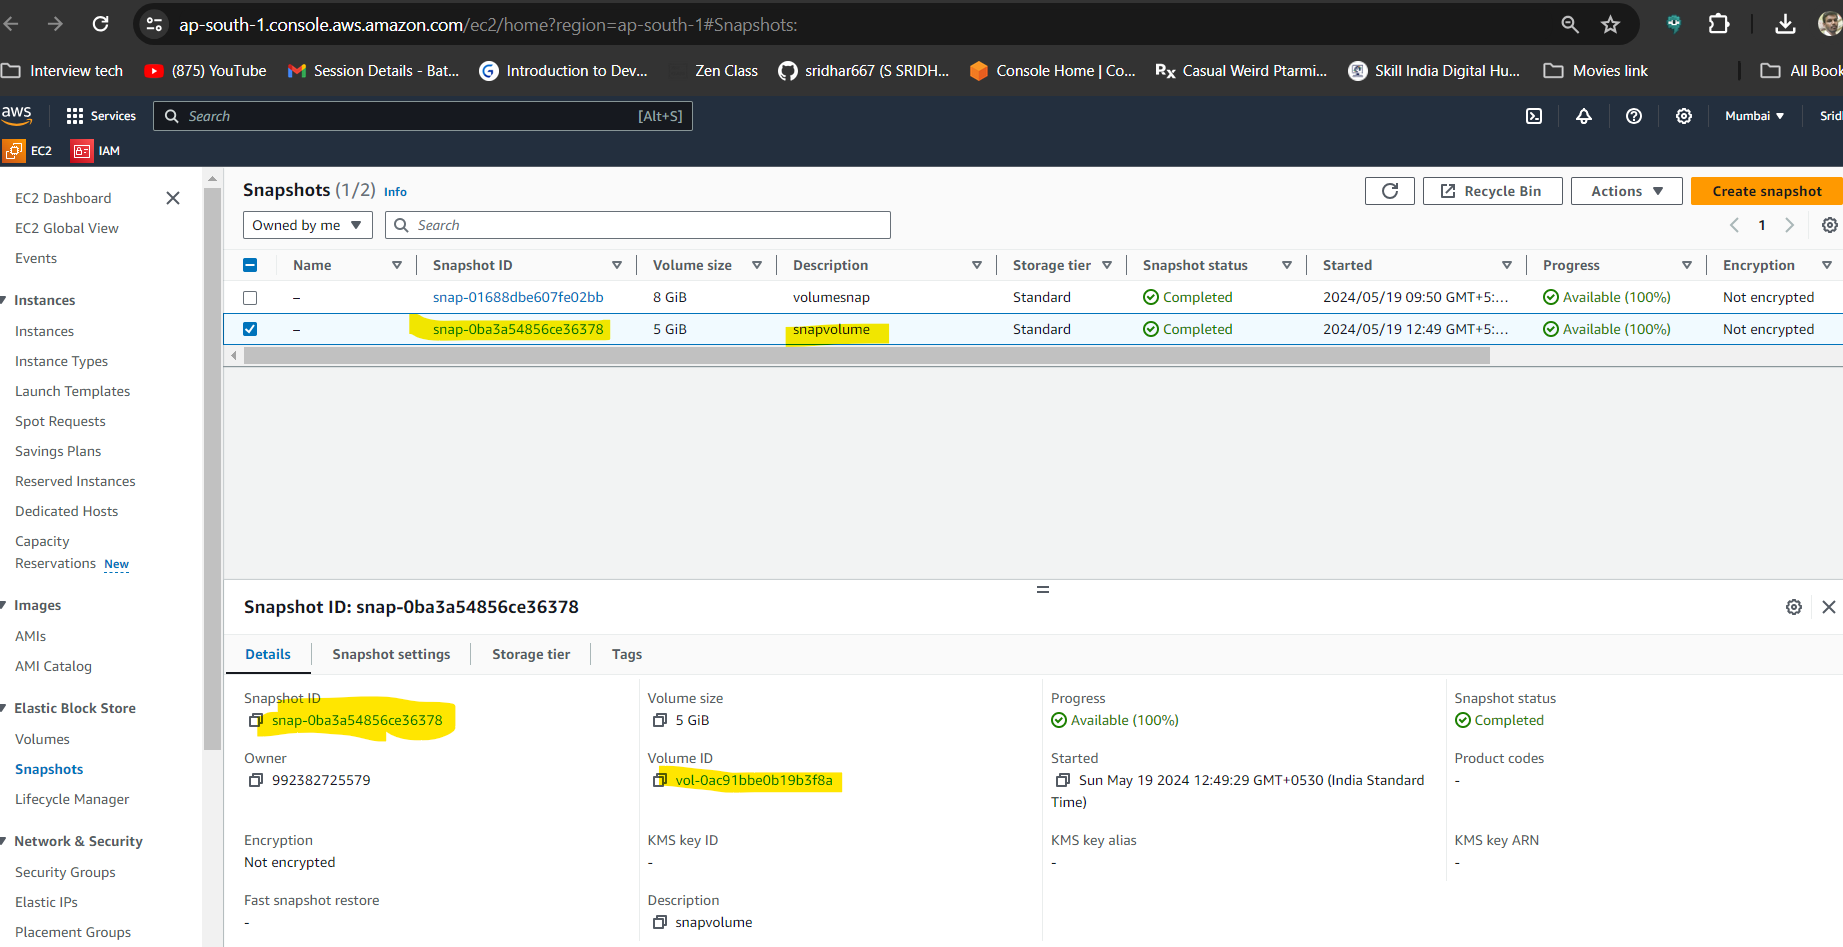 ap-south-1.console.aws.amazon.com/ec2/home?region=ap-south-1#Snapshots:
Interview tech (875) YouTube Session Details - Bat... Introduction to Dev... Zen Class sridhar667 (S SRIDH... Console Home | Co... Rx Casual Weird Ptarmi... Skill India Digital Hu... Movies link All Book
aws Services Search [Alt+S] Mumbai Sridh
EC2 IAM
EC2 Dashboard
EC2 Global View
Events
Instances
Instances
Instance Types
Launch Templates
Spot Requests
Savings Plans
Reserved Instances
Dedicated Hosts
Capacity
Reservations New
Images
AMIs
AMI Catalog
Elastic Block Store
Volumes
Snapshots
Lifecycle Manager
Network & Security
Security Groups
Elastic IPs
Placement Groups
Snapshots (1/2) Info Recycle Bin Actions Create snapshot
Owned by me Search 1
Name Snapshot ID Volume size Description Storage tier Snapshot status Started Progress Encryption
– snap-01688dbe607fe02bb 8 GiB volumesnap Standard Completed 2024/05/19 09:50 GMT+5:... Available (100%) Not encrypted
– snap-0ba3a54856ce36378 5 GiB snapvolume Standard Completed 2024/05/19 12:49 GMT+5:... Available (100%) Not encrypted
Snapshot ID: snap-0ba3a54856ce36378
Details Snapshot settings Storage tier Tags
Snapshot ID Volume size Progress Snapshot status
snap-0ba3a54856ce36378 5 GiB Available (100%) Completed
Owner Volume ID Started Product codes
992382725579 vol-0ac91bbe0b19b3f8a Sun May 19 2024 12:49:29 GMT+0530 (India Standard -
Time)
Encryption KMS key ID KMS key alias KMS key ARN
Not encrypted - - -
Fast snapshot restore Description
- snapvolume